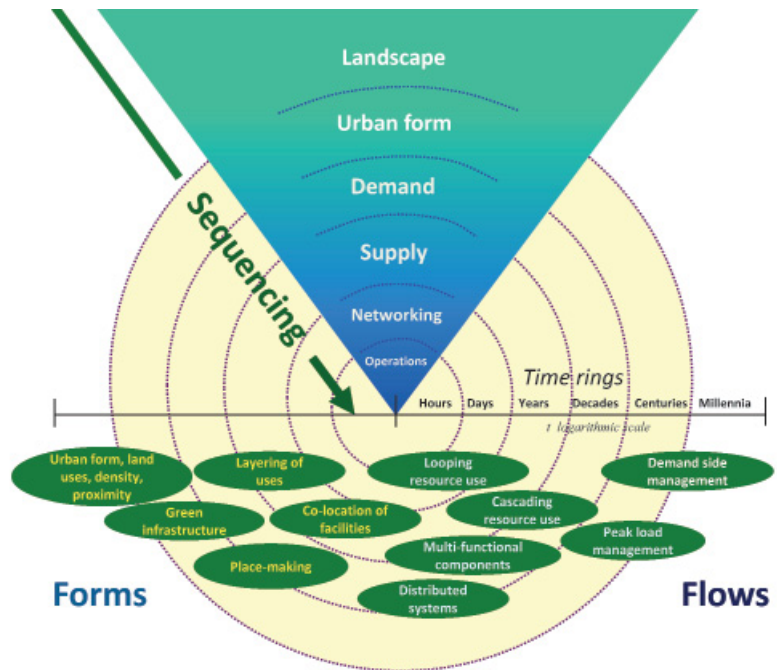 Landscape
Urban form
Demand
Supply
Networking
Operations
Sequencing
Time rings
Hours Days Years Decades Centuries Millennia
t logarithmic scale
Urban form, land
uses, density,
proximity
Layering of
uses
Looping
resource use
Demand side
management
Green
infrastructure
Co-location of
facilities
Cascading
resource use
Peak load
management
Place-making
Multi-functional
components
Distributed
systems
Forms
Flows